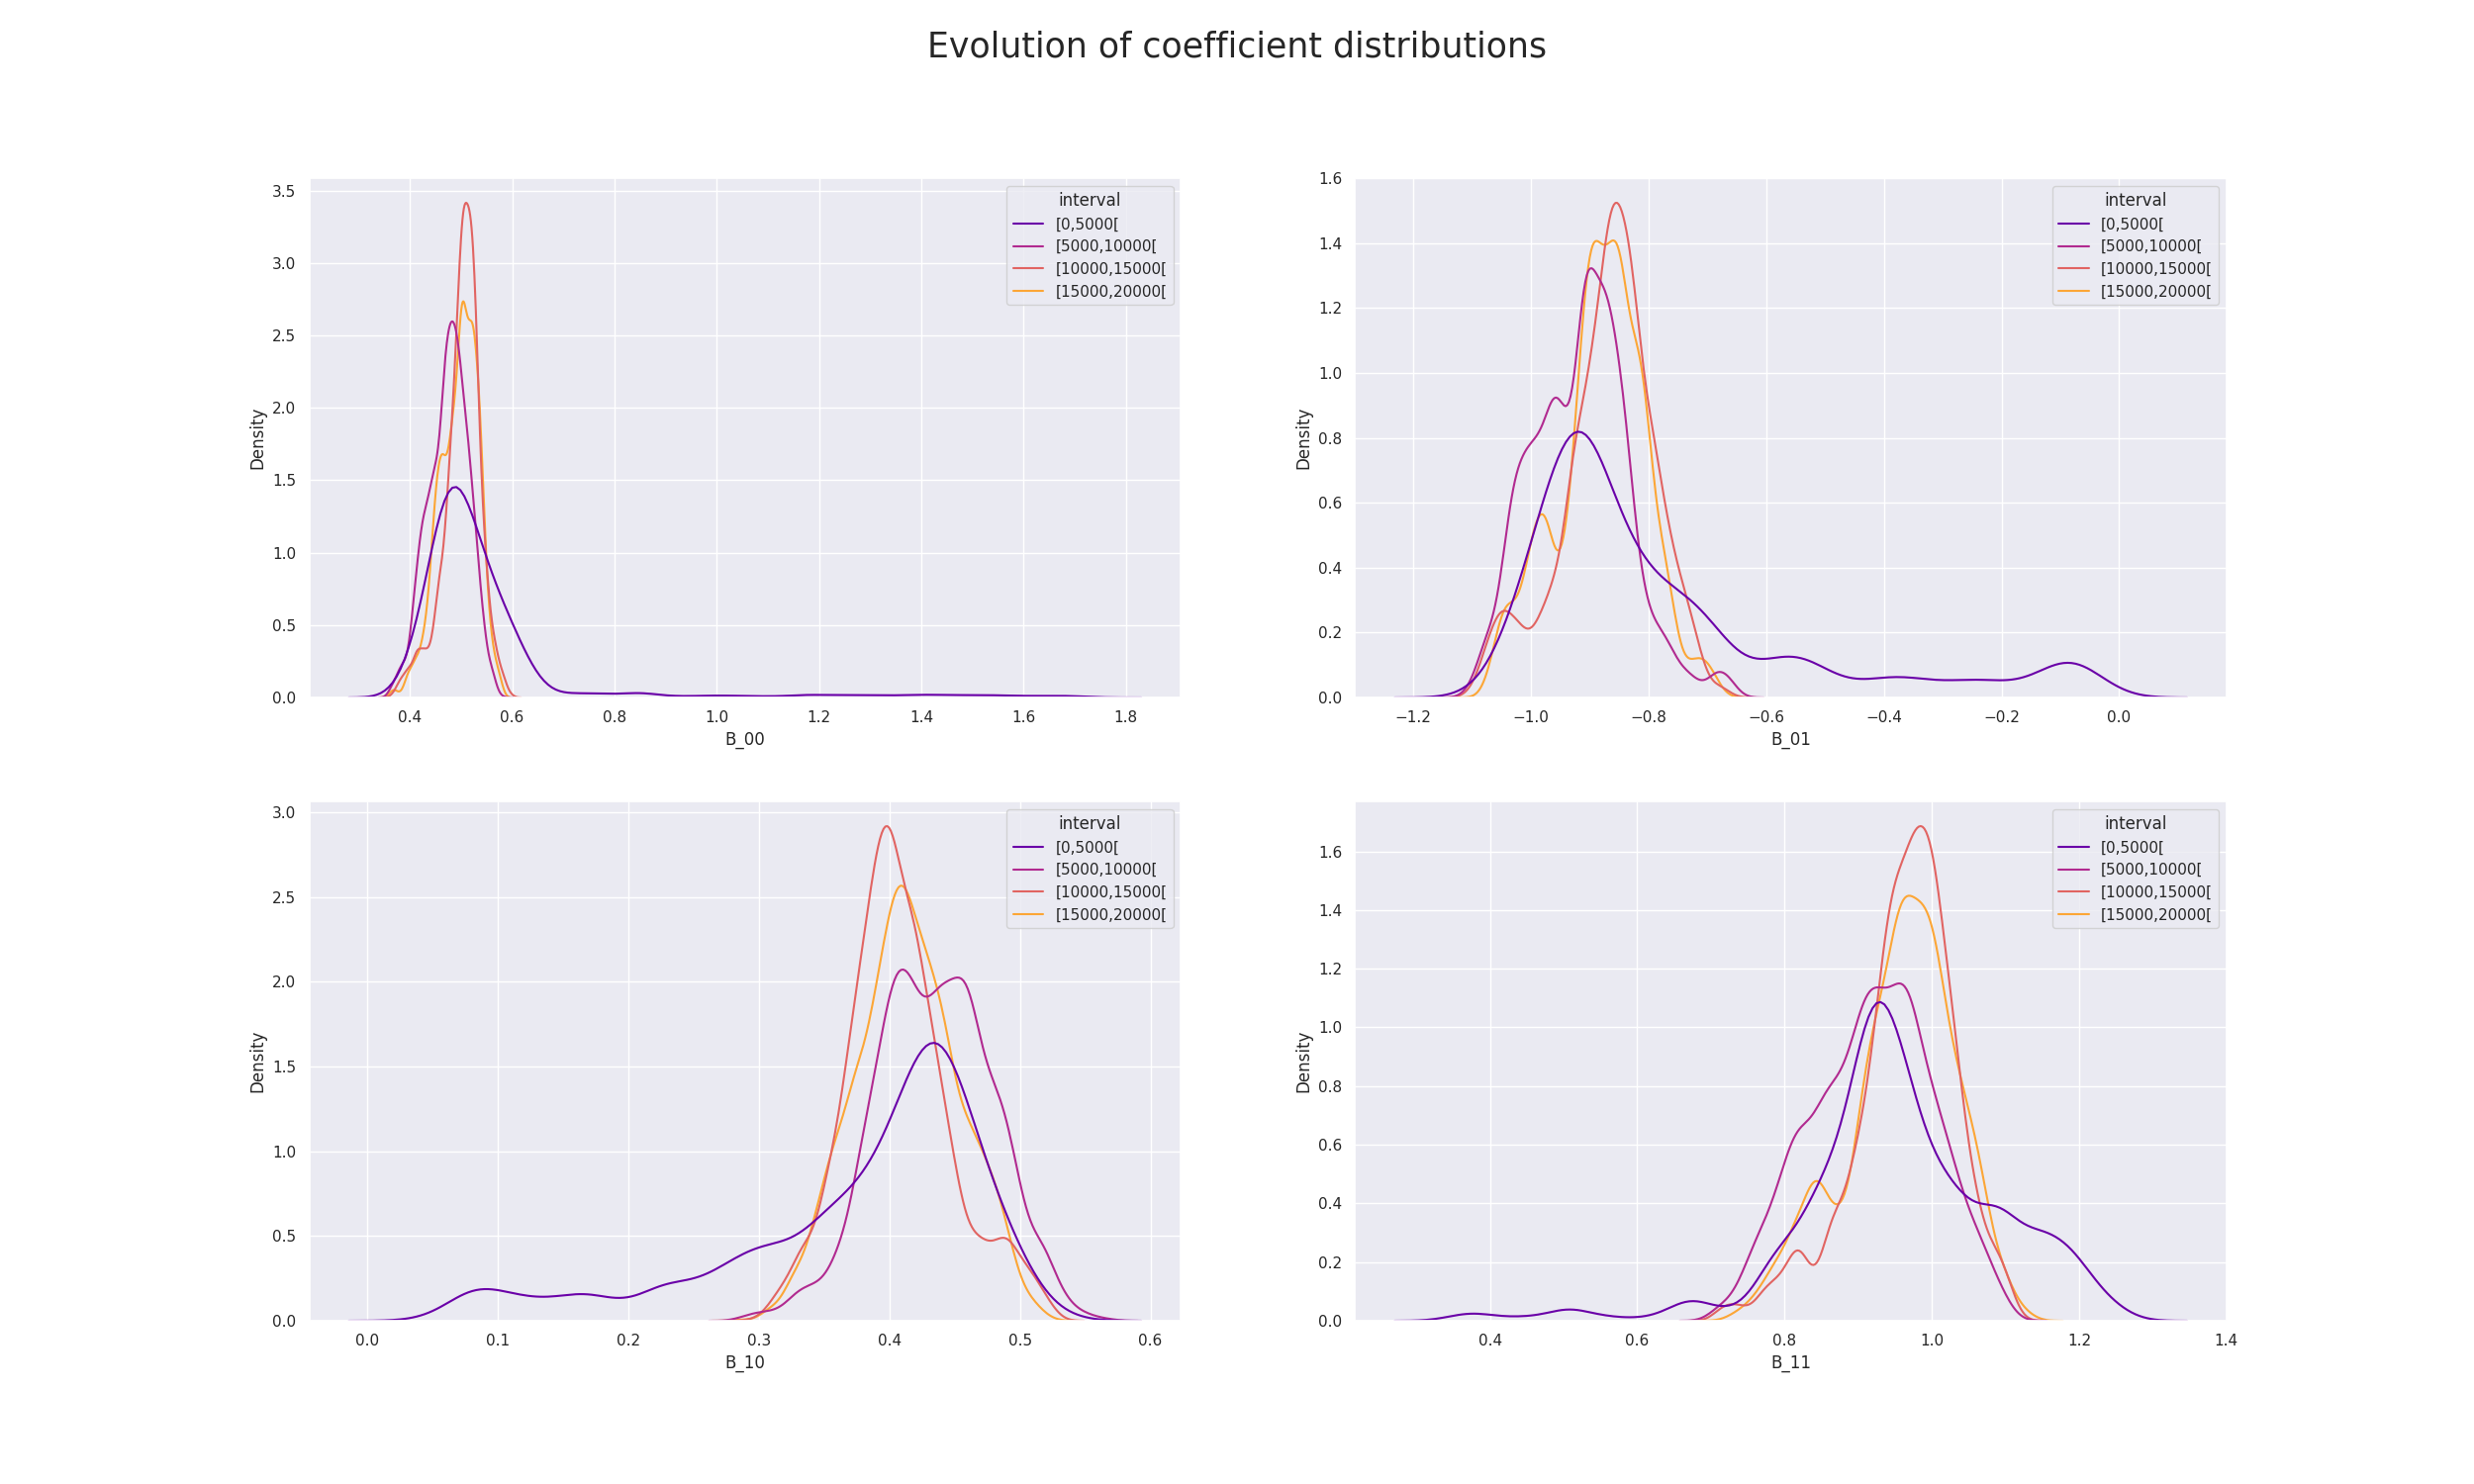 Evolution of coefficient distributions
3.5
3.0
2.5
2.0
1.5
1.0
0.5
0.0
Density
0.4 0.6 0.8 1.0 1.2 1.4 1.6 1.8
B_00
interval
[0,5000[
[5000,10000[
[10000,15000[
[15000,20000[
1.6
1.4
1.2
1.0
0.8
0.6
0.4
0.2
0.0
Density
−1.2 −1.0 −0.8 −0.6 −0.4 −0.2 0.0
B_01
interval
[0,5000[
[5000,10000[
[10000,15000[
[15000,20000[
3.0
2.5
2.0
1.5
1.0
0.5
0.0
Density
0.0 0.1 0.2 0.3 0.4 0.5 0.6
B_10
interval
[0,5000[
[5000,10000[
[10000,15000[
[15000,20000[
1.6
1.4
1.2
1.0
0.8
0.6
0.4
0.2
0.0
Density
0.4 0.6 0.8 1.0 1.2 1.4
B_11
interval
[0,5000[
[5000,10000[
[10000,15000[
[15000,20000[